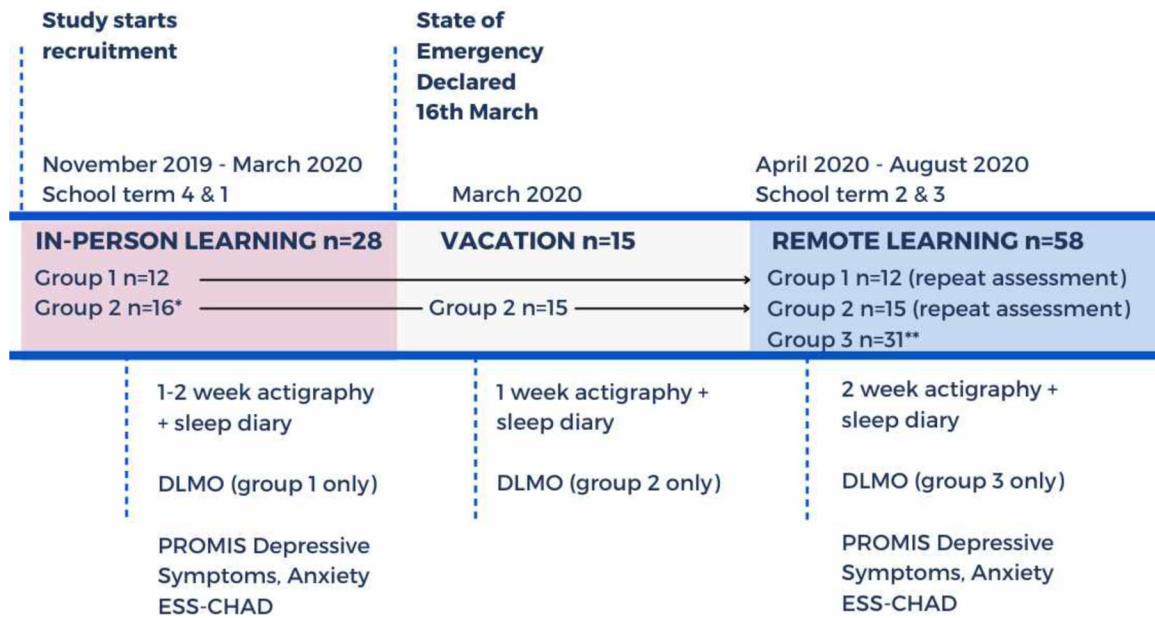 Study starts
recruitment
State of
Emergency
Declared
16th March
November 2019 - March 2020
School term 4 & 1
March 2020
April 2020 - August 2020
School term 2 & 3
IN-PERSON LEARNING n=28
Group 1 n=12
Group 2 n=16*
VACATION n=15
Group 2 n=15
REMOTE LEARNING n=58
Group 1 n=12 (repeat assessment)
Group 2 n=15 (repeat assessment)
Group 3 n=31**
1-2 week actigraphy
+ sleep diary
DLMO (group 1 only)
PROMIS Depressive
Symptoms, Anxiety
ESS-CHAD
1 week actigraphy +
sleep diary
DLMO (group 2 only)
2 week actigraphy +
sleep diary
DLMO (group 3 only)
PROMIS Depressive
Symptoms, Anxiety
ESS-CHAD